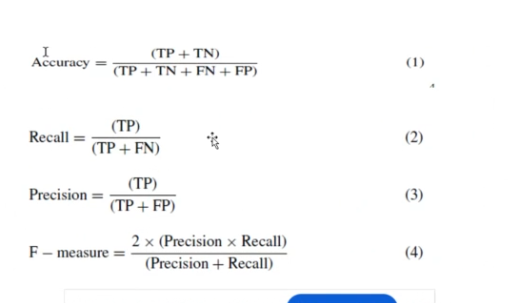 Accuracy = (TP + TN) / (TP + TN + FN + FP) (1)
Recall = (TP) / (TP + FN) (2)
Precision = (TP) / (TP + FP) (3)
F − measure = 2 × (Precision × Recall) / (Precision + Recall) (4)